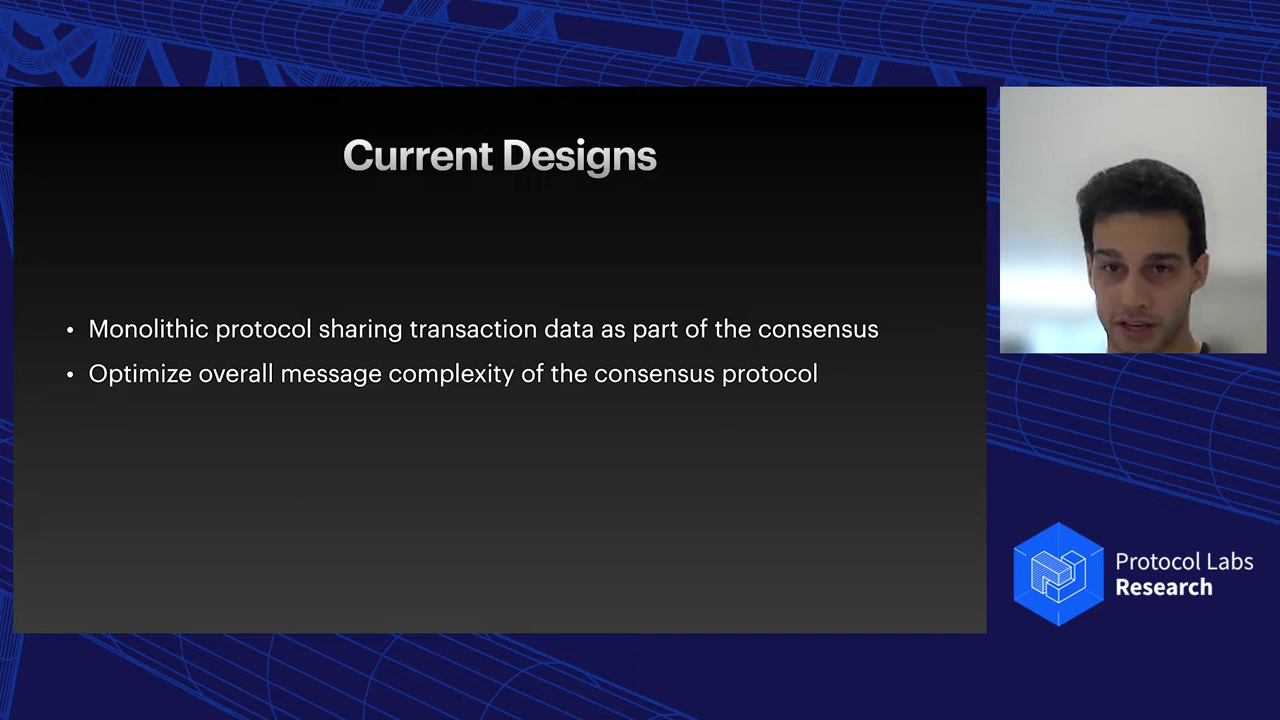 Current Designs
• Monolithic protocol sharing transaction data as part of the consensus
• Optimize overall message complexity of the consensus protocol
Protocol Labs
Research